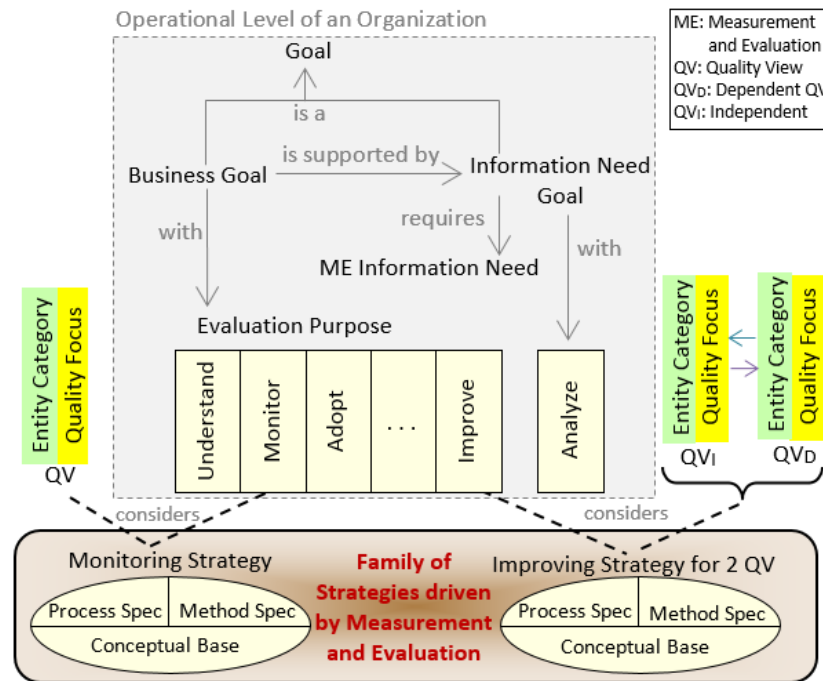 Operational Level of an Organization
ME: Measurement
and Evaluation
QV: Quality View
QVD: Dependent QV
QVI: Independent
Goal
is a
Business Goal
is supported by
Information Need
Goal
with
requires
with
ME Information Need
Evaluation Purpose
Understand
Monitor
Adopt
. . .
Improve
Analyze
Entity Category
Quality Focus
QV
Entity Category
Quality Focus
QVI
Entity Category
Quality Focus
QVD
considers
considers
Monitoring Strategy
Process Spec
Method Spec
Conceptual Base
Family of
Strategies driven
by Measurement
and Evaluation
Improving Strategy for 2 QV
Process Spec
Method Spec
Conceptual Base